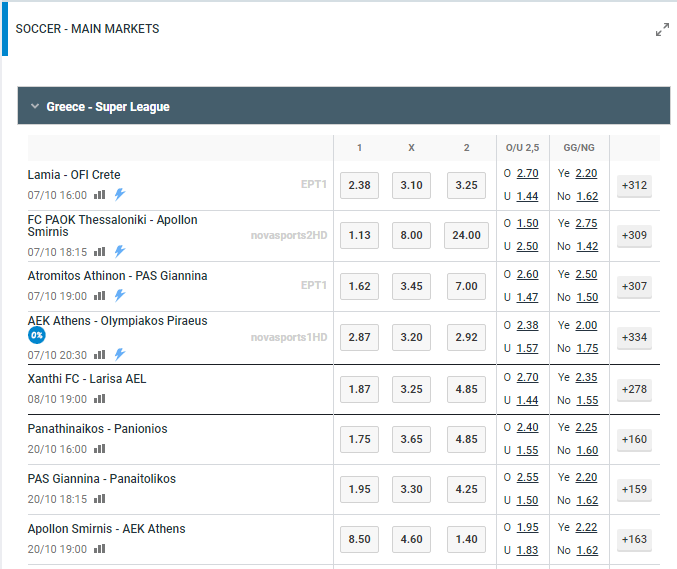 SOCCER - MAIN MARKETS
Greece - Super League
1 X 2 O/U 2,5 GG/NG
Lamia - OFI Crete
07/10 16:00
EPT1
2.38 3.10 3.25
O 2.70 Ye 2.20
U 1.44 No 1.62
+312
FC PAOK Thessaloniki - Apollon
Smirnis
07/10 18:15
novasports2HD
1.13 8.00 24.00
O 1.50 Ye 2.75
U 2.50 No 1.42
+309
Atromitos Athinon - PAS Giannina
07/10 19:00
EPT1
1.62 3.45 7.00
O 2.60 Ye 2.50
U 1.47 No 1.50
+307
AEK Athens - Olympiakos Piraeus
0%
07/10 20:30
novasports1HD
2.87 3.20 2.92
O 2.38 Ye 2.00
U 1.57 No 1.75
+334
Xanthi FC - Larisa AEL
08/10 19:00
1.87 3.25 4.85
O 2.70 Ye 2.35
U 1.44 No 1.55
+278
Panathinaikos - Panionios
20/10 16:00
1.75 3.65 4.85
O 2.40 Ye 2.25
U 1.55 No 1.60
+160
PAS Giannina - Panaitolikos
20/10 18:15
1.95 3.30 4.25
O 2.55 Ye 2.20
U 1.50 No 1.62
+159
Apollon Smirnis - AEK Athens
20/10 19:00
8.50 4.60 1.40
O 1.95 Ye 2.22
U 1.83 No 1.62
+163